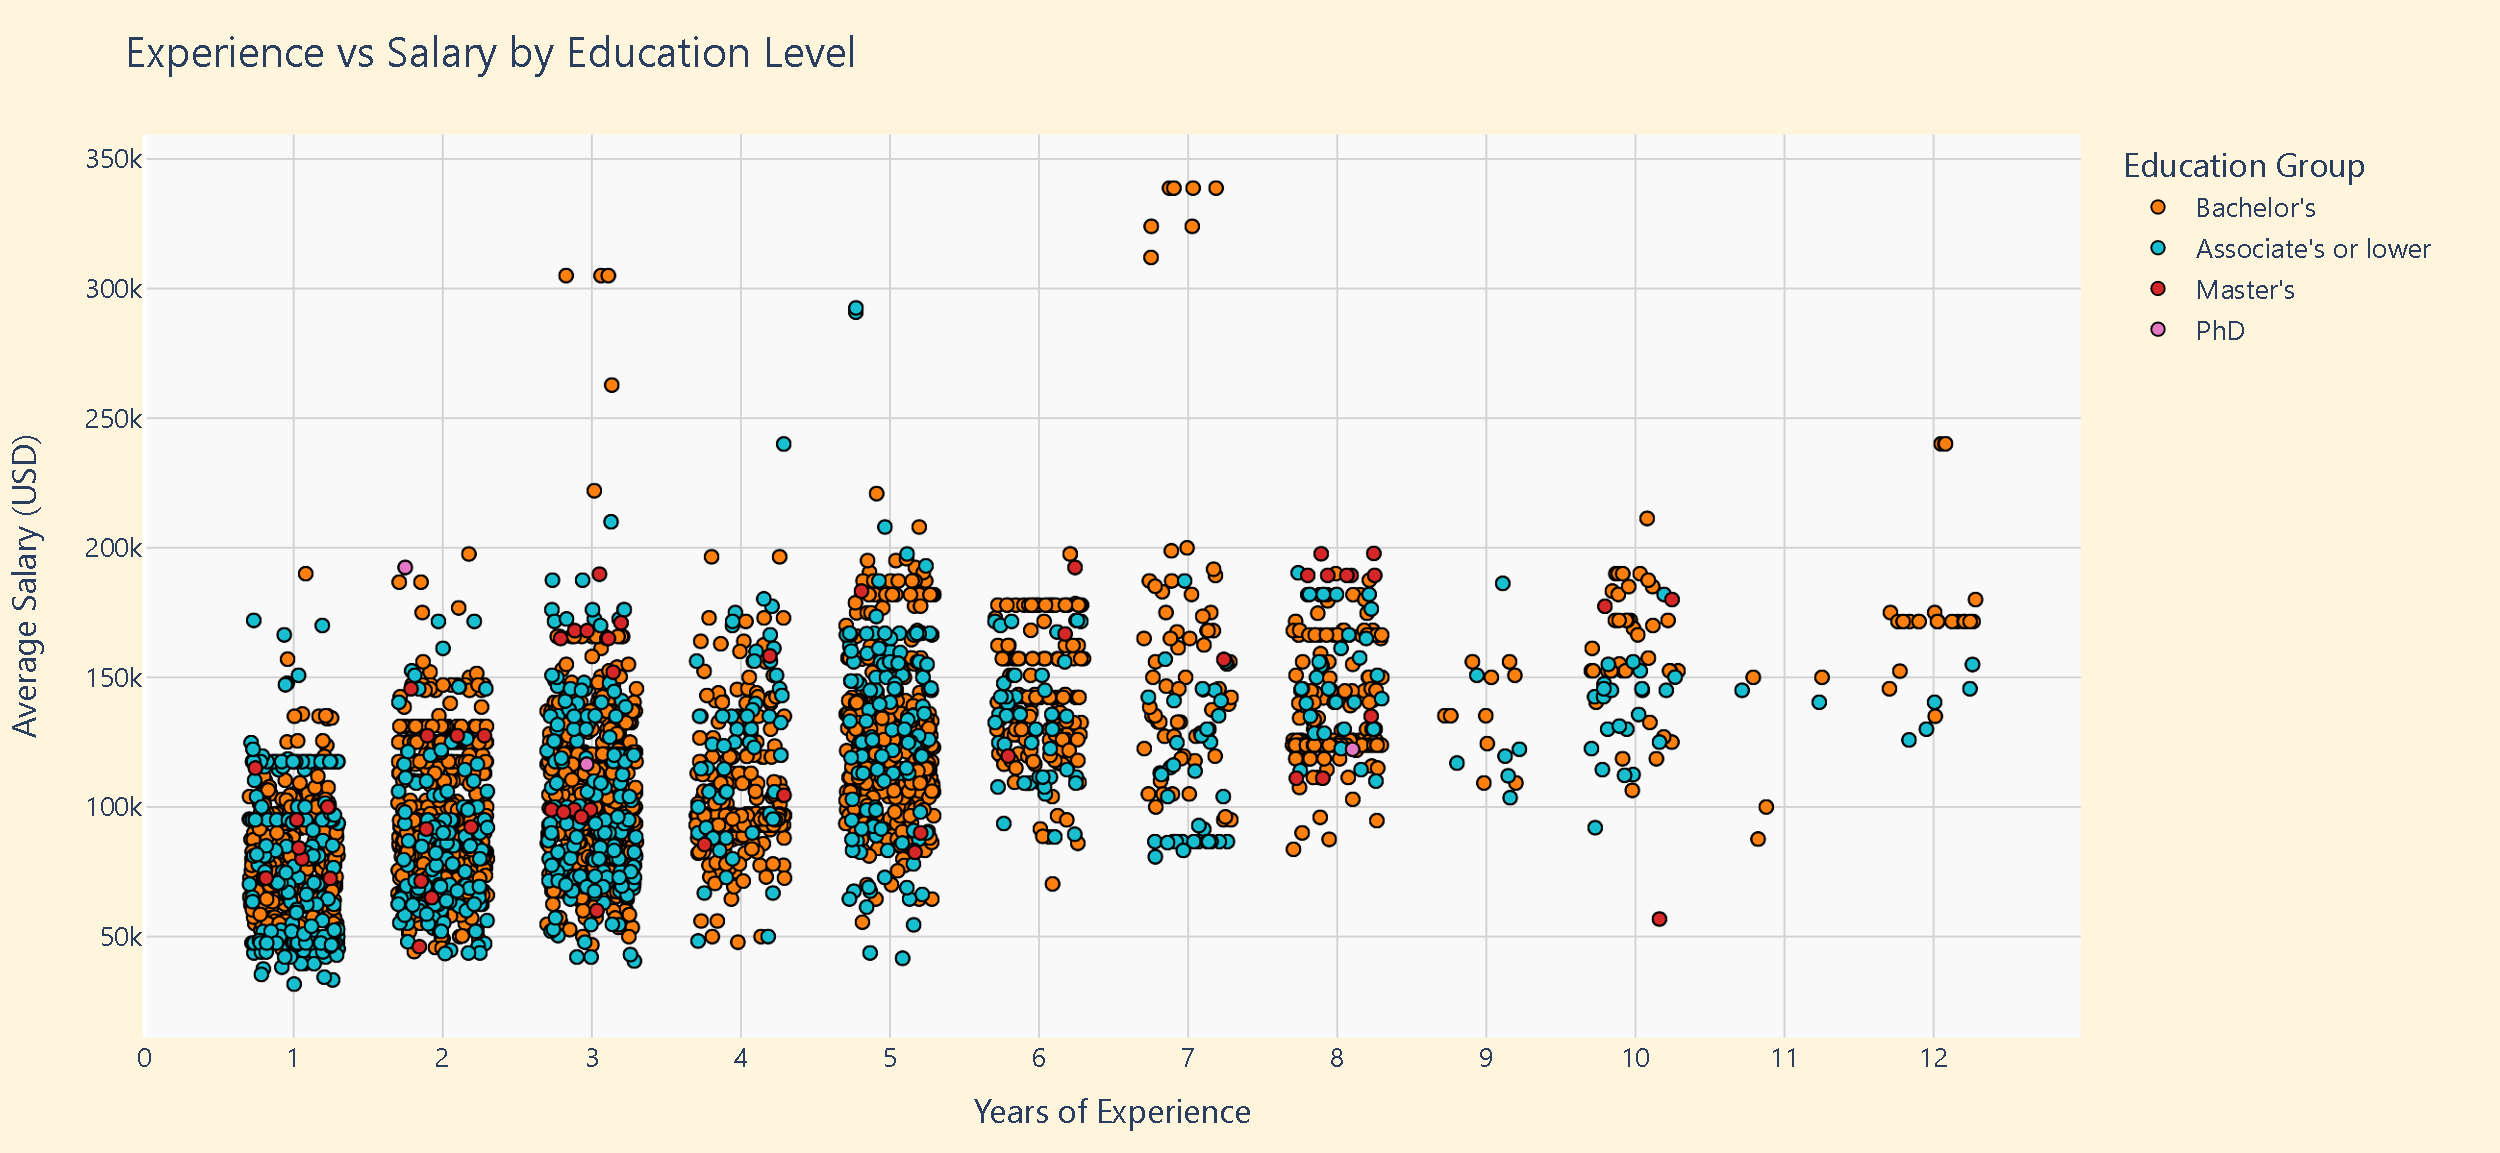 Experience vs Salary by Education Level
Average Salary (USD)
350k
300k
250k
200k
150k
100k
50k
0 1 2 3 4 5 6 7 8 9 10 11 12
Years of Experience
Education Group
Bachelor's
Associate's or lower
Master's
PhD